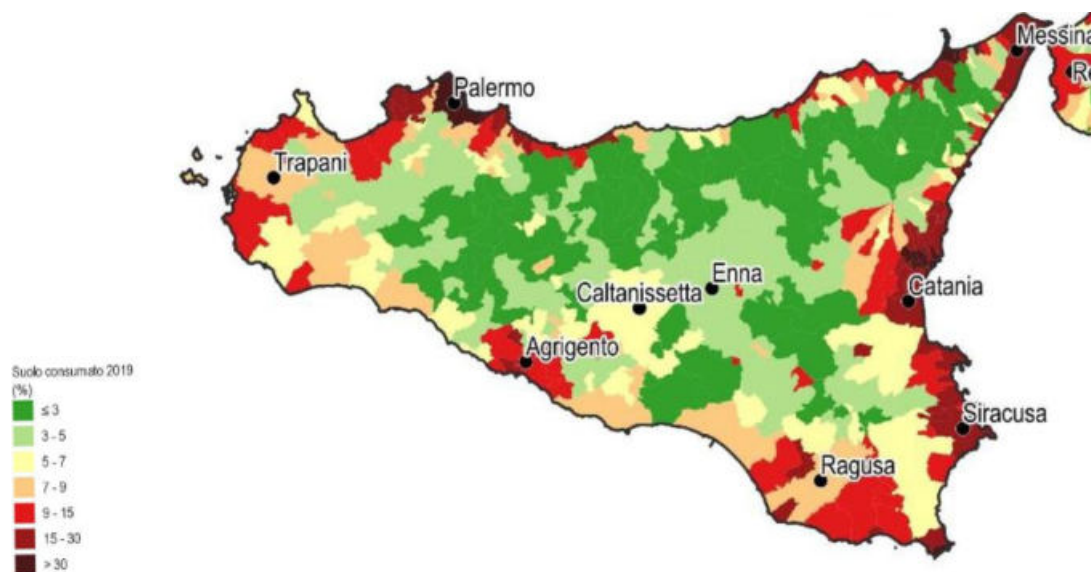 Messina
Palermo
Trapani
Enna
Caltanissetta
Catania
Agrigento
Siracusa
Ragusa
Suolo consumato 2019
(%)
≤ 3
3 - 5
5 - 7
7 - 9
9 - 15
15 - 30
> 30